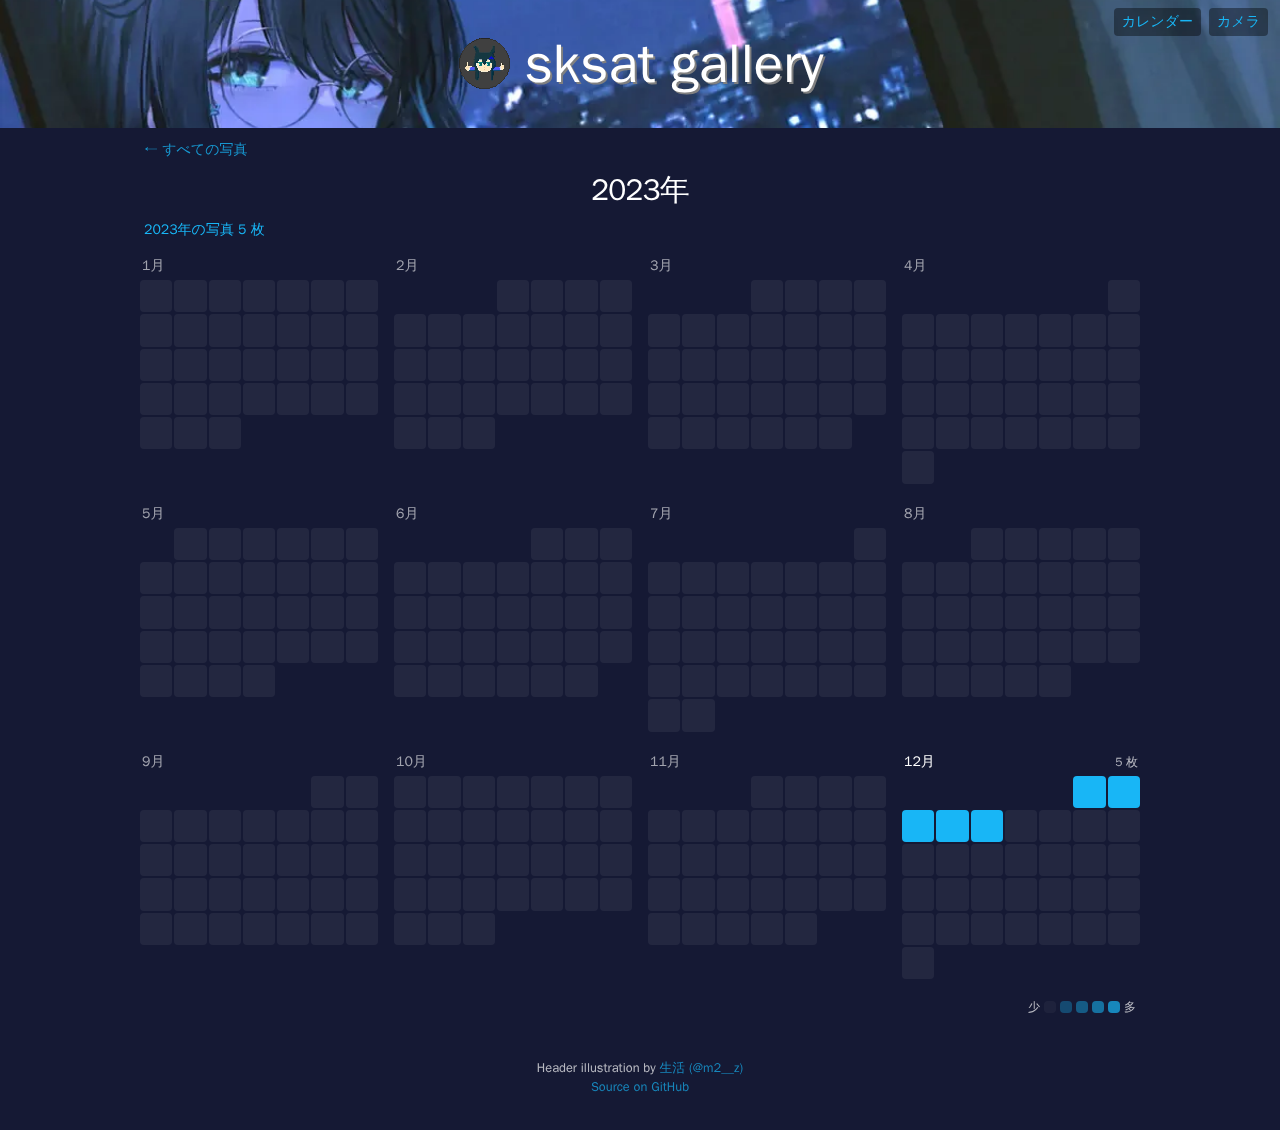 カレンダー カメラ
sksat gallery
← すべての写真
2023年
2023年の写真 5 枚
1月 2月 3月 4月
5月 6月 7月 8月
9月 10月 11月 12月 5 枚
少 多
Header illustration by 生活 (@m2__z)
Source on GitHub